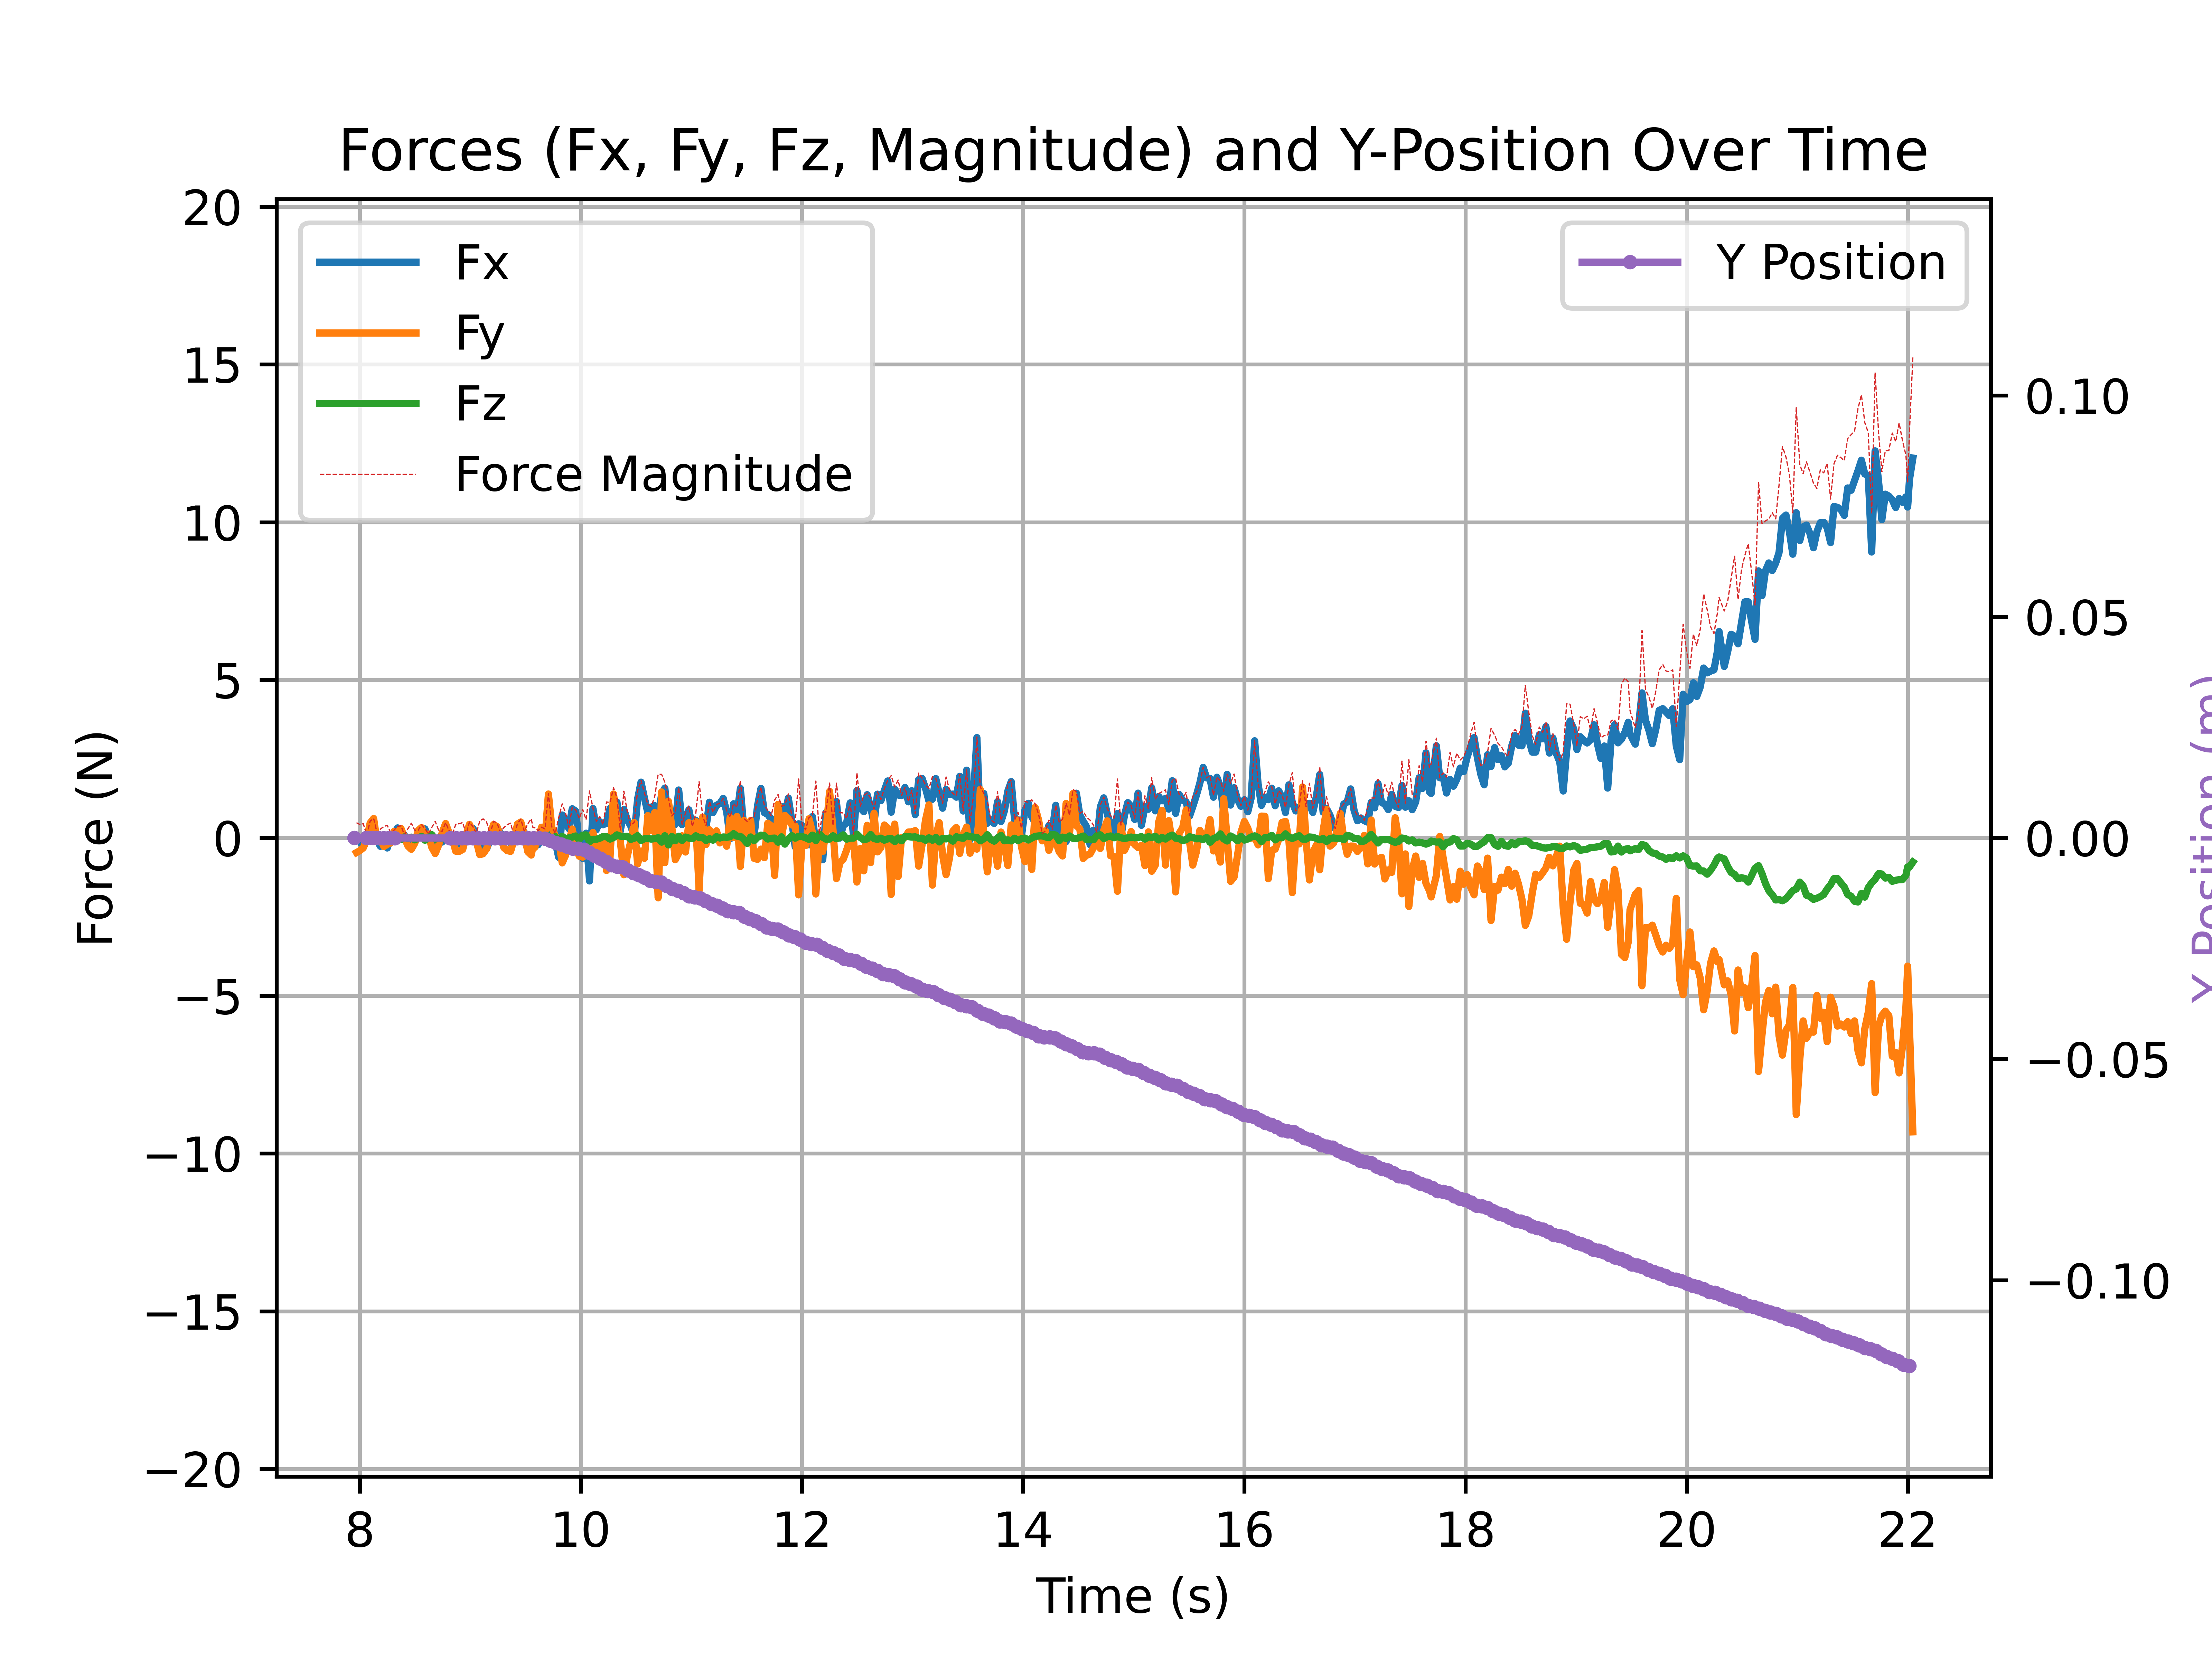 Forces (Fx, Fy, Fz, Magnitude) and Y-Position Over Time
Fx
Fy
Fz
Force Magnitude
Y Position
20
15
10
5
0
−5
−10
−15
−20
Force (N)
0.10
0.05
0.00
−0.05
−0.10
Y Position (m)
8 10 12 14 16 18 20 22
Time (s)